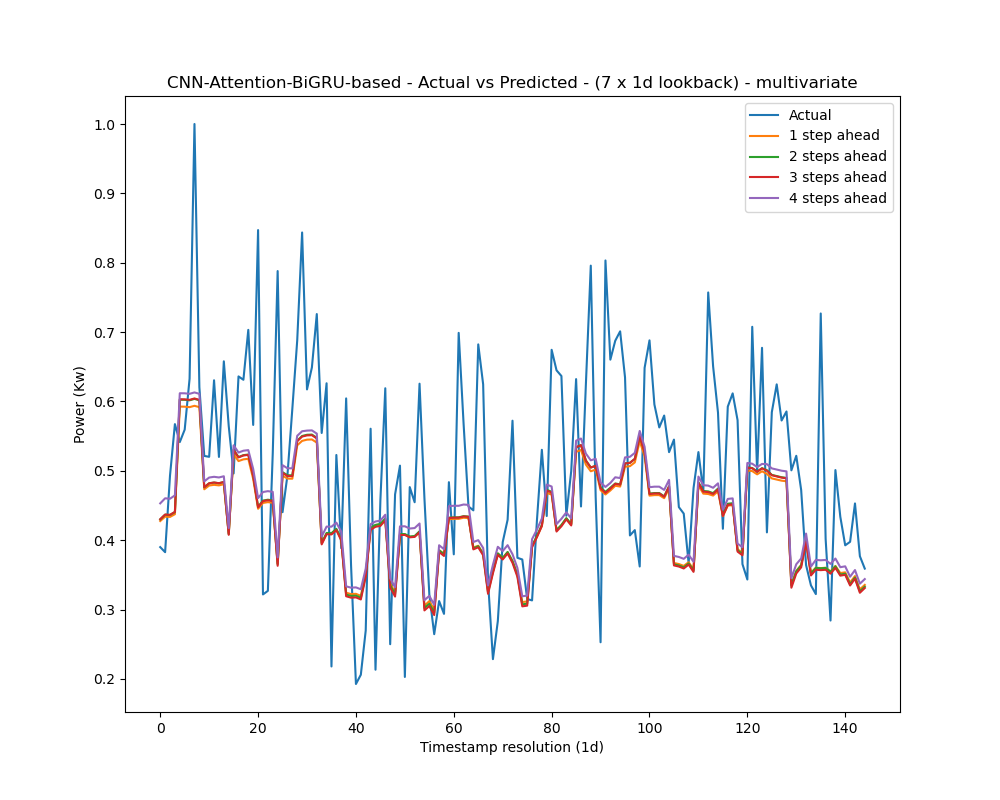 CNN-Attention-BiGRU-based - Actual vs Predicted - (7 x 1d lookback) - multivariate
Actual
1 step ahead
2 steps ahead
3 steps ahead
4 steps ahead
1.0
0.9
0.8
0.7
0.6
0.5
0.4
0.3
0.2
Power (Kw)
0 20 40 60 80 100 120 140
Timestamp resolution (1d)